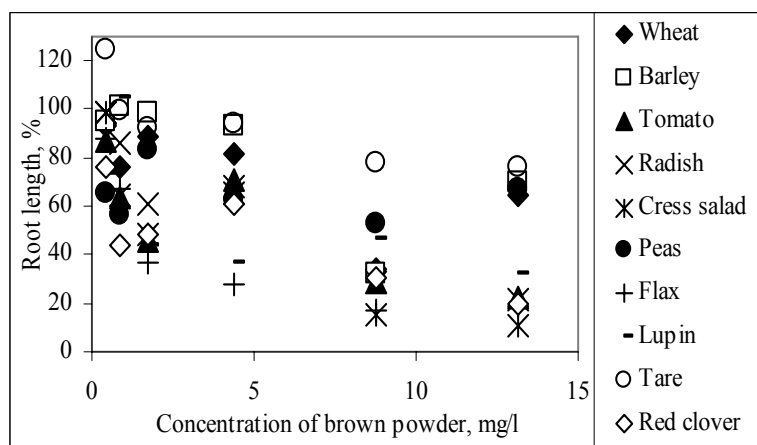 Root length, %
120
100
80
60
40
20
0
0
5
10
15
Concentration of brown powder, mg/l
Wheat
Barley
Tomato
Radish
Cress salad
Peas
Flax
Lupin
Tare
Red clover